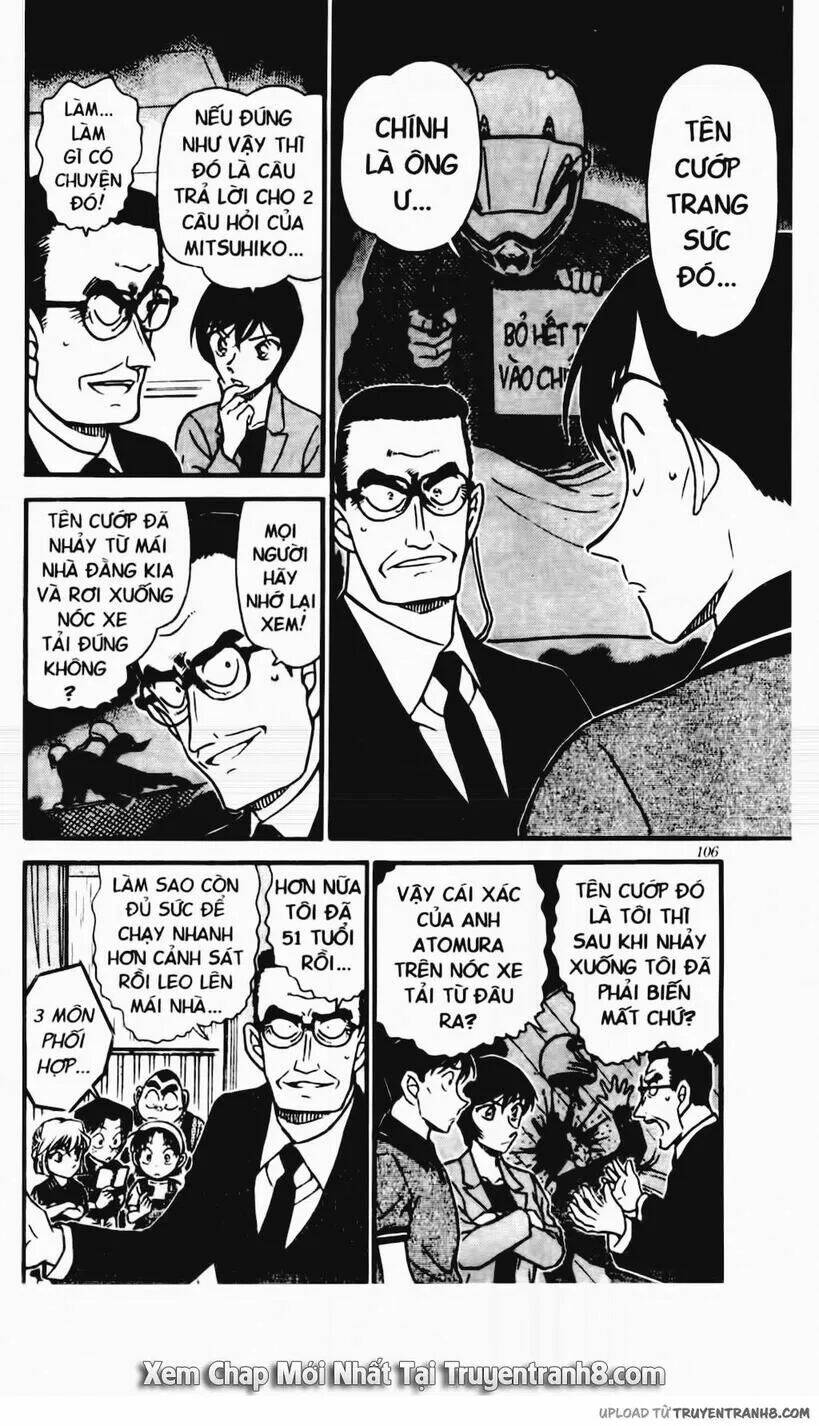 TÊN
CƯỚP
TRANG
SỨC
ĐÓ...
CHÍNH
LÀ ÔNG
Ư...
BỎ HẾT
VÀO
NẾU ĐÚNG
NHƯ VẬY THÌ
ĐÓ LÀ CÂU
TRẢ LỜI CHO 2
CÂU HỎI CỦA
MITSUHIKO...
LÀM...
LÀM
GÌ CÓ
CHUYỆN
ĐÓ!
MỌI
NGƯỜI
HÃY
NHỚ LẠI
XEM!
TÊN CƯỚP ĐÃ
NHẢY TỪ MÁI
NHÀ ĐẰNG KIA
VÀ RƠI XUỐNG
NÓC XE
TẢI ĐÚNG
KHÔNG
?
106
TÊN CƯỚP ĐÓ
LÀ TÔI THÌ
SAU KHI NHẢY
XUỐNG TÔI ĐÃ
PHẢI BIẾN
MẤT CHỨ?
VẬY CÁI XÁC
CỦA ANH
ATOMURA
TRÊN NÓC XE
TẢI TỪ ĐÂU
RA?
HƠN NỮA
TÔI ĐÃ
51 TUỔI
RỒI...
LÀM SAO CÒN
ĐỦ SỨC ĐỂ
CHẠY NHANH
HƠN CẢNH SÁT
RỒI LEO LÊN
MÁI NHÀ...
3 MÔN
PHỐI
HỢP...
Xem Chap Mới Nhất Tại Truyentranh8.com
UPLOAD TỪ TRUYENTRANH8.COM